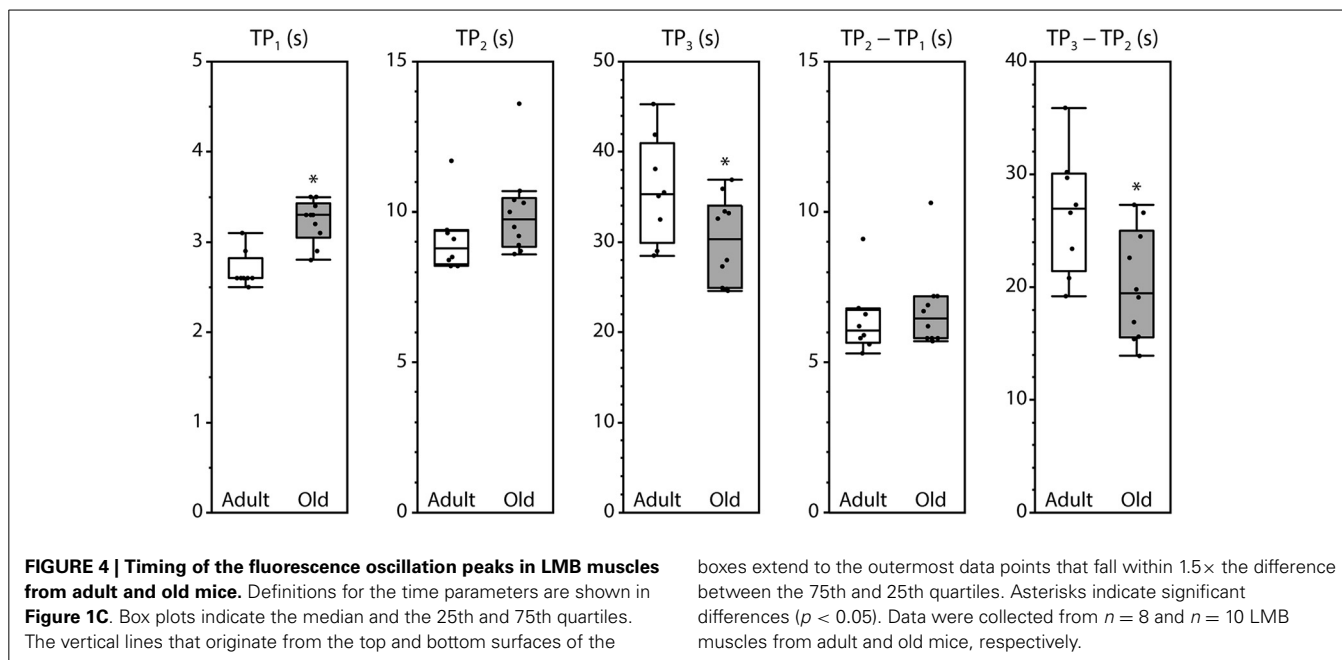 TP₁ (s) TP₂ (s) TP₃ (s) TP₂ – TP₁ (s) TP₃ – TP₂ (s)
5 15 50 15 40
4 40 30
* * *
10 10
3 30
20
2 20
5 5
10
1 10
0 Adult Old 0 Adult Old 0 Adult Old 0 Adult Old 0 Adult Old
FIGURE 4 | Timing of the fluorescence oscillation peaks in LMB muscles
from adult and old mice. Definitions for the time parameters are shown in
Figure 1C. Box plots indicate the median and the 25th and 75th quartiles.
The vertical lines that originate from the top and bottom surfaces of the
boxes extend to the outermost data points that fall within 1.5× the difference
between the 75th and 25th quartiles. Asterisks indicate significant
differences (p < 0.05). Data were collected from n = 8 and n = 10 LMB
muscles from adult and old mice, respectively.